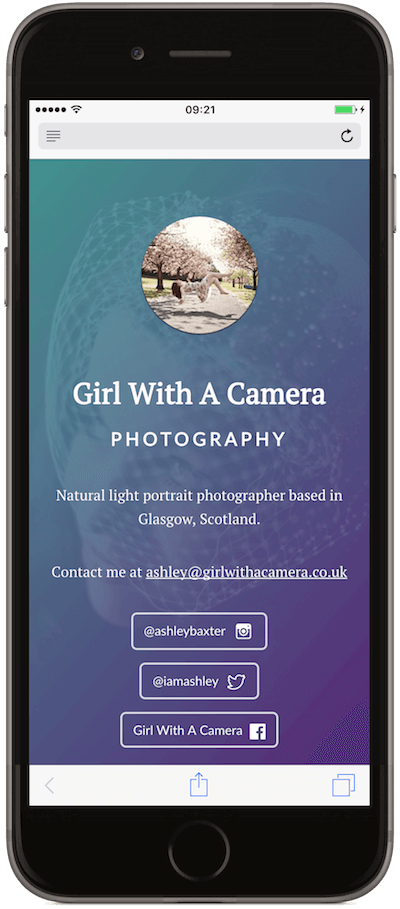 09:21
Girl With A Camera
PHOTOGRAPHY
Natural light portrait photographer based in
Glasgow, Scotland.
Contact me at ashley@girlwithacamera.co.uk
@ashleybaxter
@iamashley
Girl With A Camera